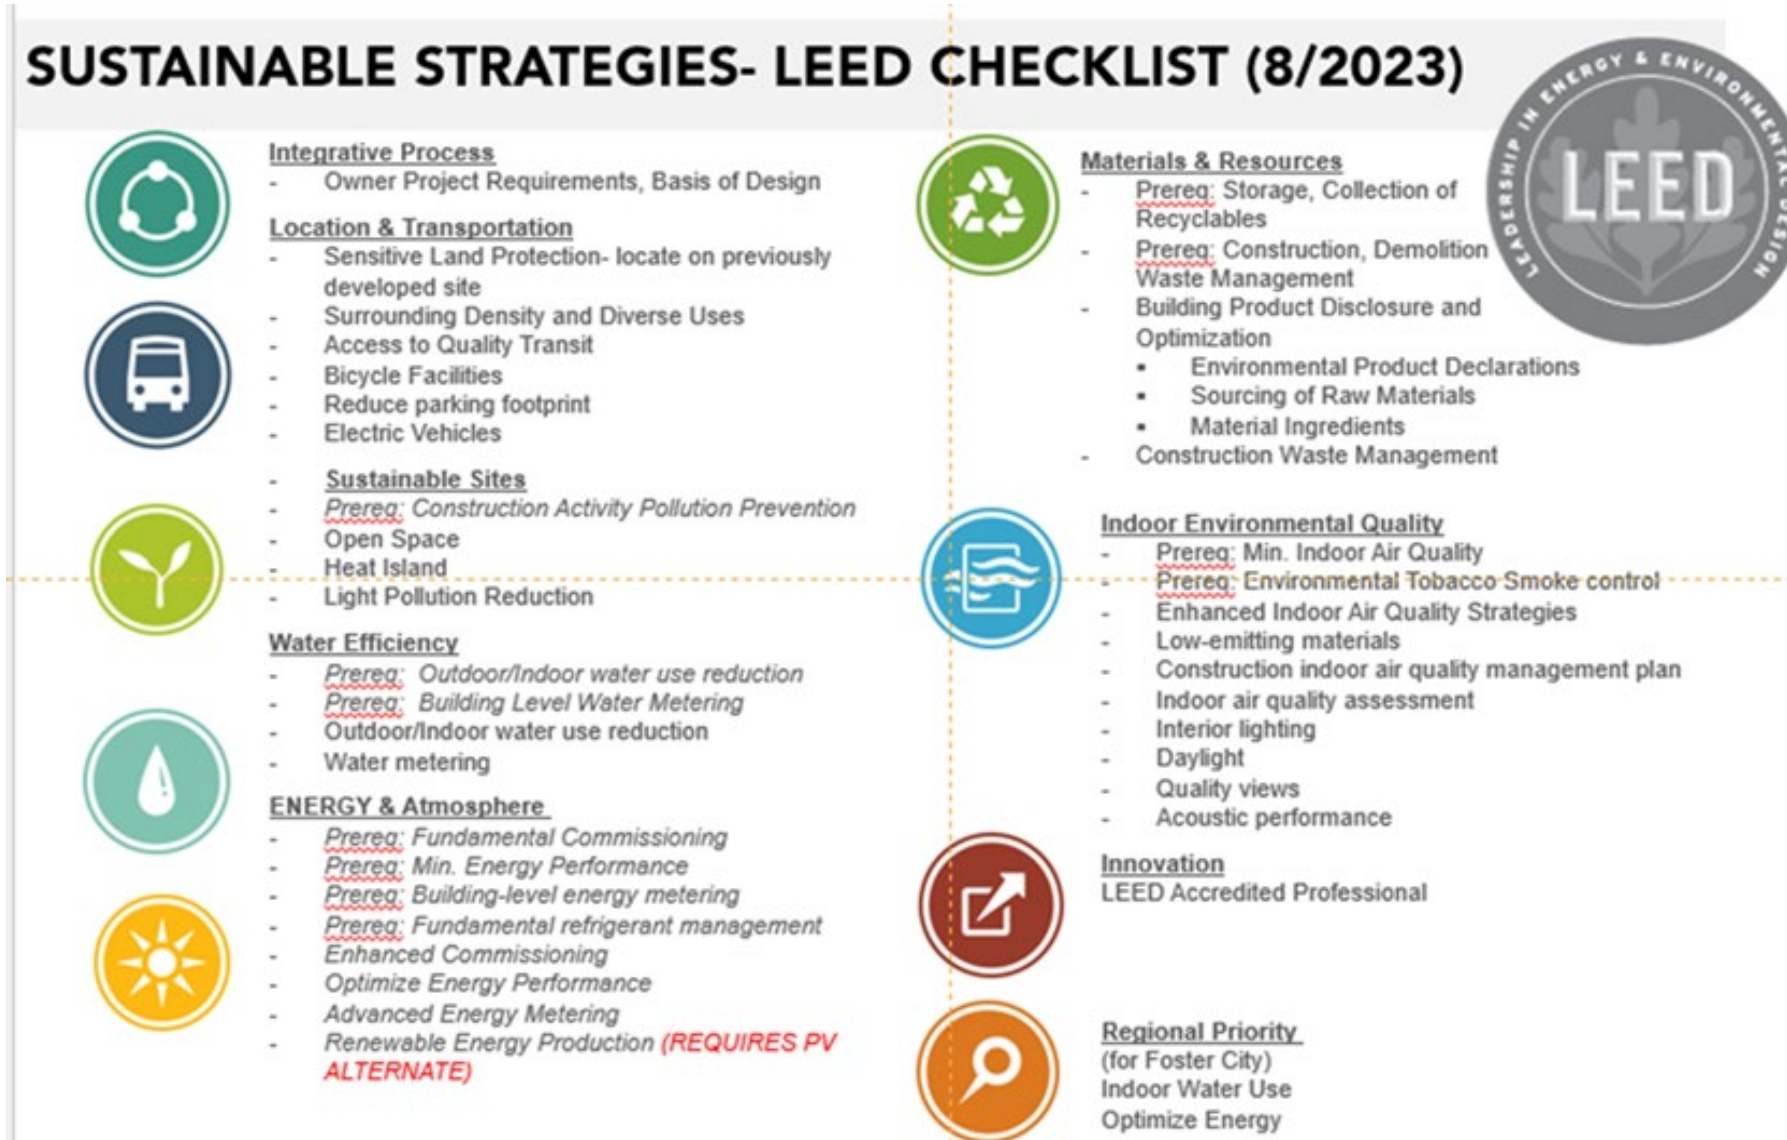 SUSTAINABLE STRATEGIES- LEED CHECKLIST (8/2023)
Integrative Process
- Owner Project Requirements, Basis of Design
Location & Transportation
- Sensitive Land Protection- locate on previously
developed site
- Surrounding Density and Diverse Uses
- Access to Quality Transit
- Bicycle Facilities
- Reduce parking footprint
- Electric Vehicles
- Sustainable Sites
- Prereq: Construction Activity Pollution Prevention
- Open Space
- Heat Island
- Light Pollution Reduction
Water Efficiency
- Prereq: Outdoor/Indoor water use reduction
- Prereq: Building Level Water Metering
- Outdoor/Indoor water use reduction
- Water metering
ENERGY & Atmosphere
- Prereq: Fundamental Commissioning
- Prereq: Min. Energy Performance
- Prereq: Building-level energy metering
- Prereq: Fundamental refrigerant management
- Enhanced Commissioning
- Optimize Energy Performance
- Advanced Energy Metering
- Renewable Energy Production (REQUIRES PV
ALTERNATE)
Materials & Resources
- Prereq: Storage, Collection of
Recyclables
- Prereq: Construction, Demolition
Waste Management
- Building Product Disclosure and
Optimization
▪ Environmental Product Declarations
▪ Sourcing of Raw Materials
▪ Material Ingredients
- Construction Waste Management
Indoor Environmental Quality
- Prereq: Min. Indoor Air Quality
- Prereq: Environmental Tobacco Smoke control
- Enhanced Indoor Air Quality Strategies
- Low-emitting materials
- Construction indoor air quality management plan
- Indoor air quality assessment
- Interior lighting
- Daylight
- Quality views
- Acoustic performance
Innovation
LEED Accredited Professional
Regional Priority
(for Foster City)
Indoor Water Use
Optimize Energy
LEADERSHIP IN ENERGY & ENVIRONMENTAL DESIGN
LEED